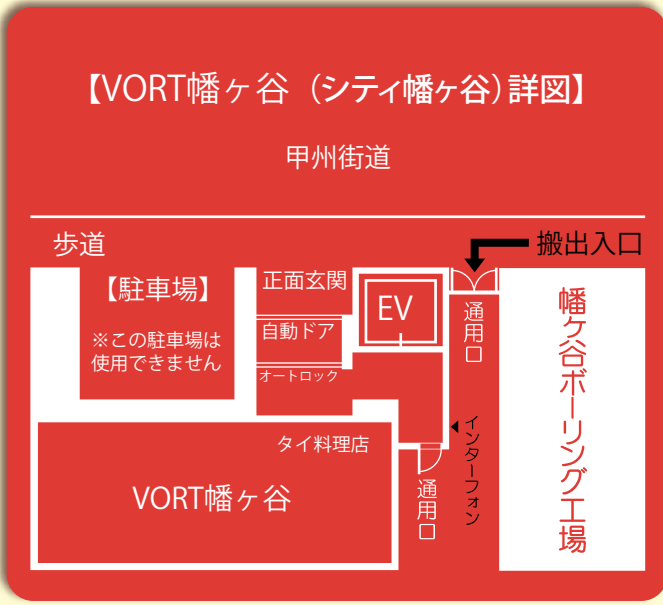 【VORT幡ヶ谷（シティ幡ヶ谷）詳図】
甲州街道
歩道
搬出入口
【駐車場】
※この駐車場は
使用できません
正面玄関
自動ドア
オートロック
EV
通用口
幡ケ谷ボーリング工場
インターフォン
タイ料理店
VORT幡ヶ谷
通用口